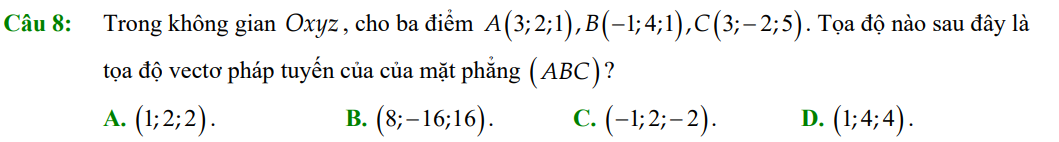 Câu 8: Trong không gian Oxyz, cho ba điểm A(3;2;1), B(−1;4;1), C(3;−2;5). Tọa độ nào sau đây là
tọa độ vectơ pháp tuyến của của mặt phẳng (ABC)?
A. (1;2;2). B. (8;−16;16). C. (−1;2;−2). D. (1;4;4).